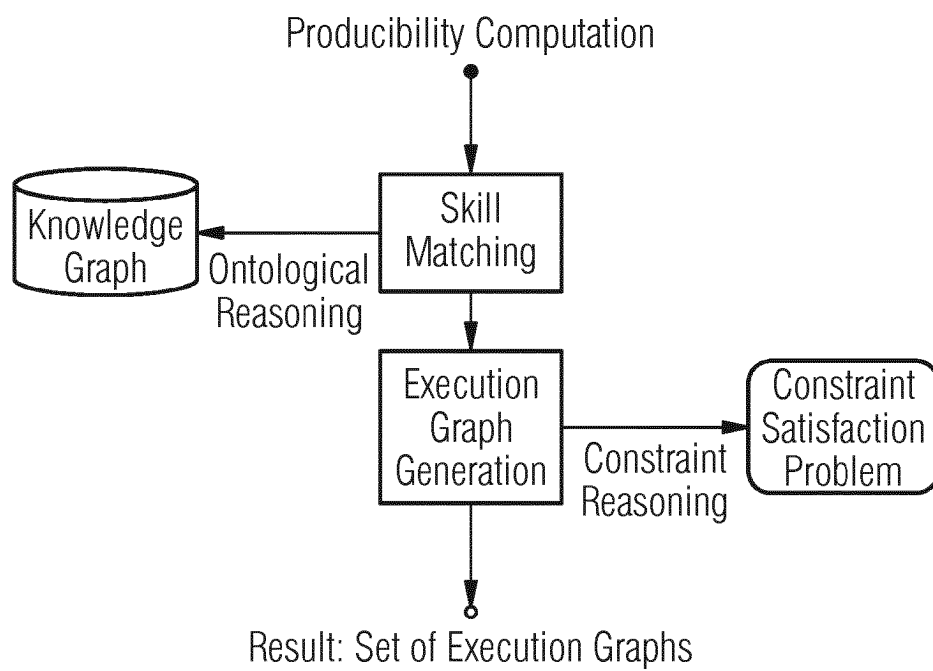 Producibility Computation
Skill
Matching
Knowledge
Graph
Ontological
Reasoning
Execution
Graph
Generation
Constraint
Reasoning
Constraint
Satisfaction
Problem
Result: Set of Execution Graphs